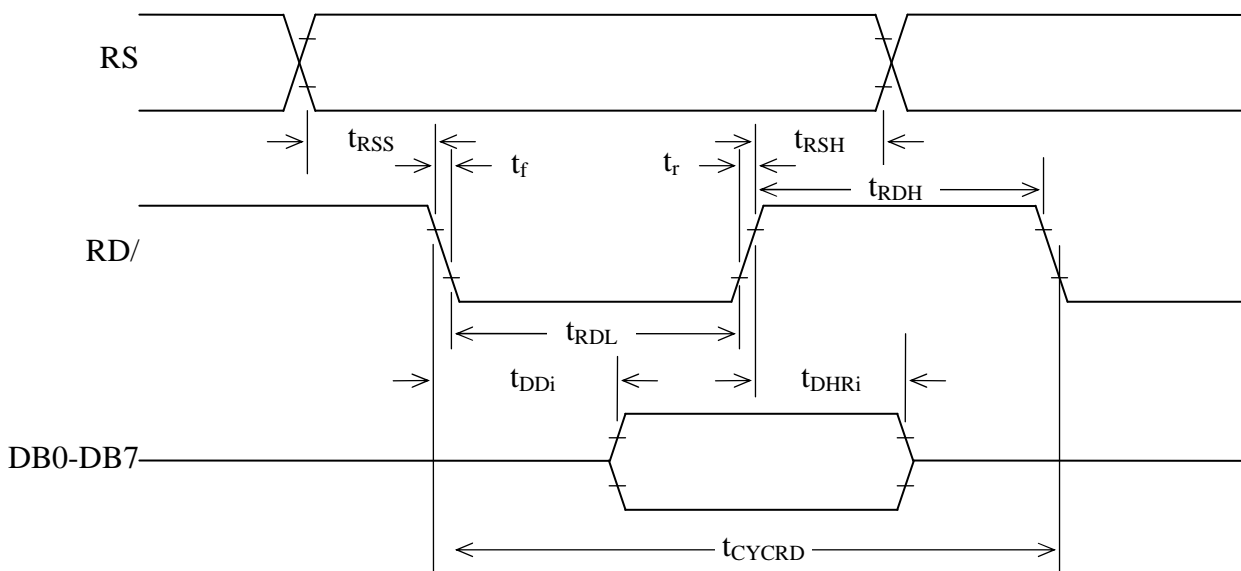 RS
tRSS
tRSH
tf
tr
tRDH
RD/
tRDL
tDDi
tDHRi
DB0-DB7
tCYCRD